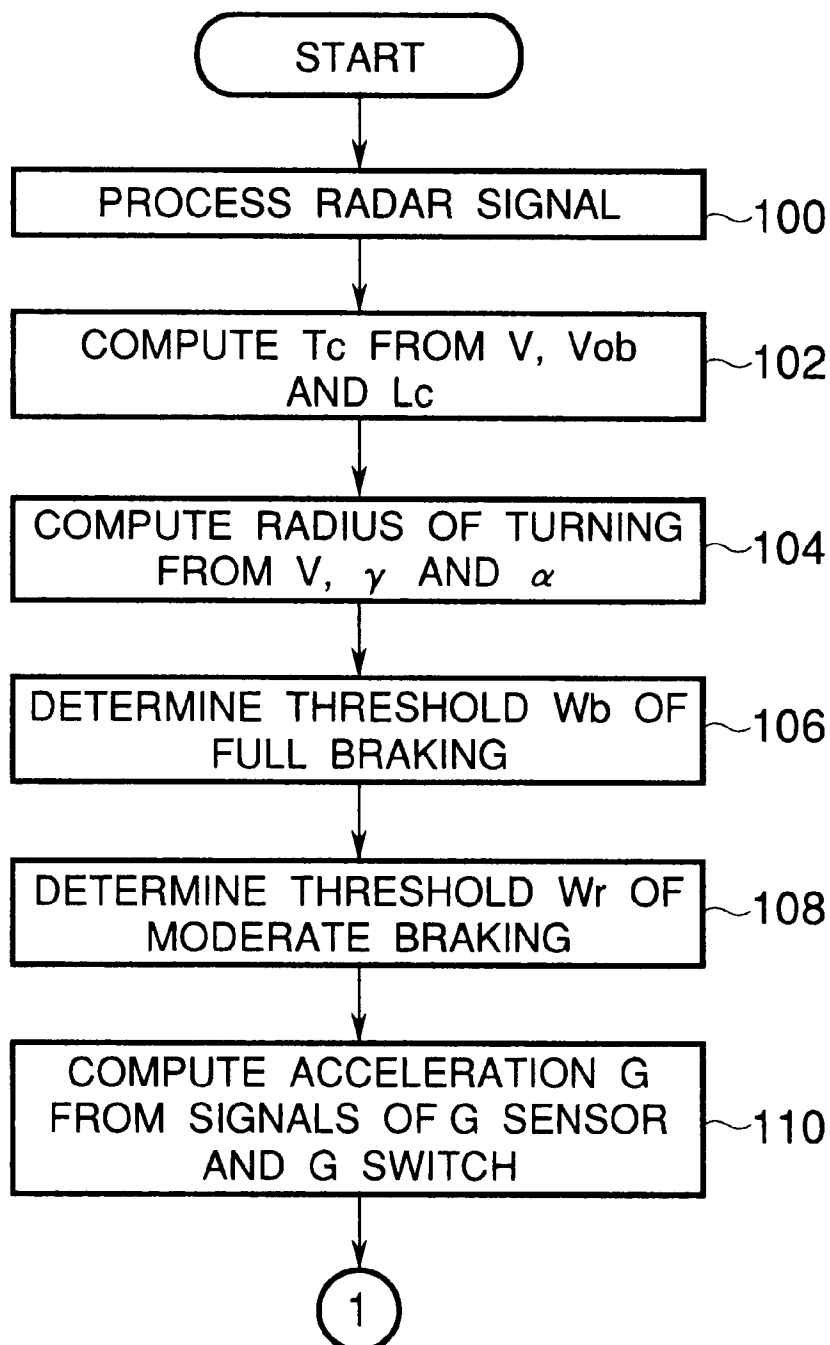 START
PROCESS RADAR SIGNAL
100
COMPUTE Tc FROM V, Vob
AND Lc
102
COMPUTE RADIUS OF TURNING
FROM V, γ AND α
104
DETERMINE THRESHOLD Wb OF
FULL BRAKING
106
DETERMINE THRESHOLD Wr OF
MODERATE BRAKING
108
COMPUTE ACCELERATION G
FROM SIGNALS OF G SENSOR
AND G SWITCH
110
1